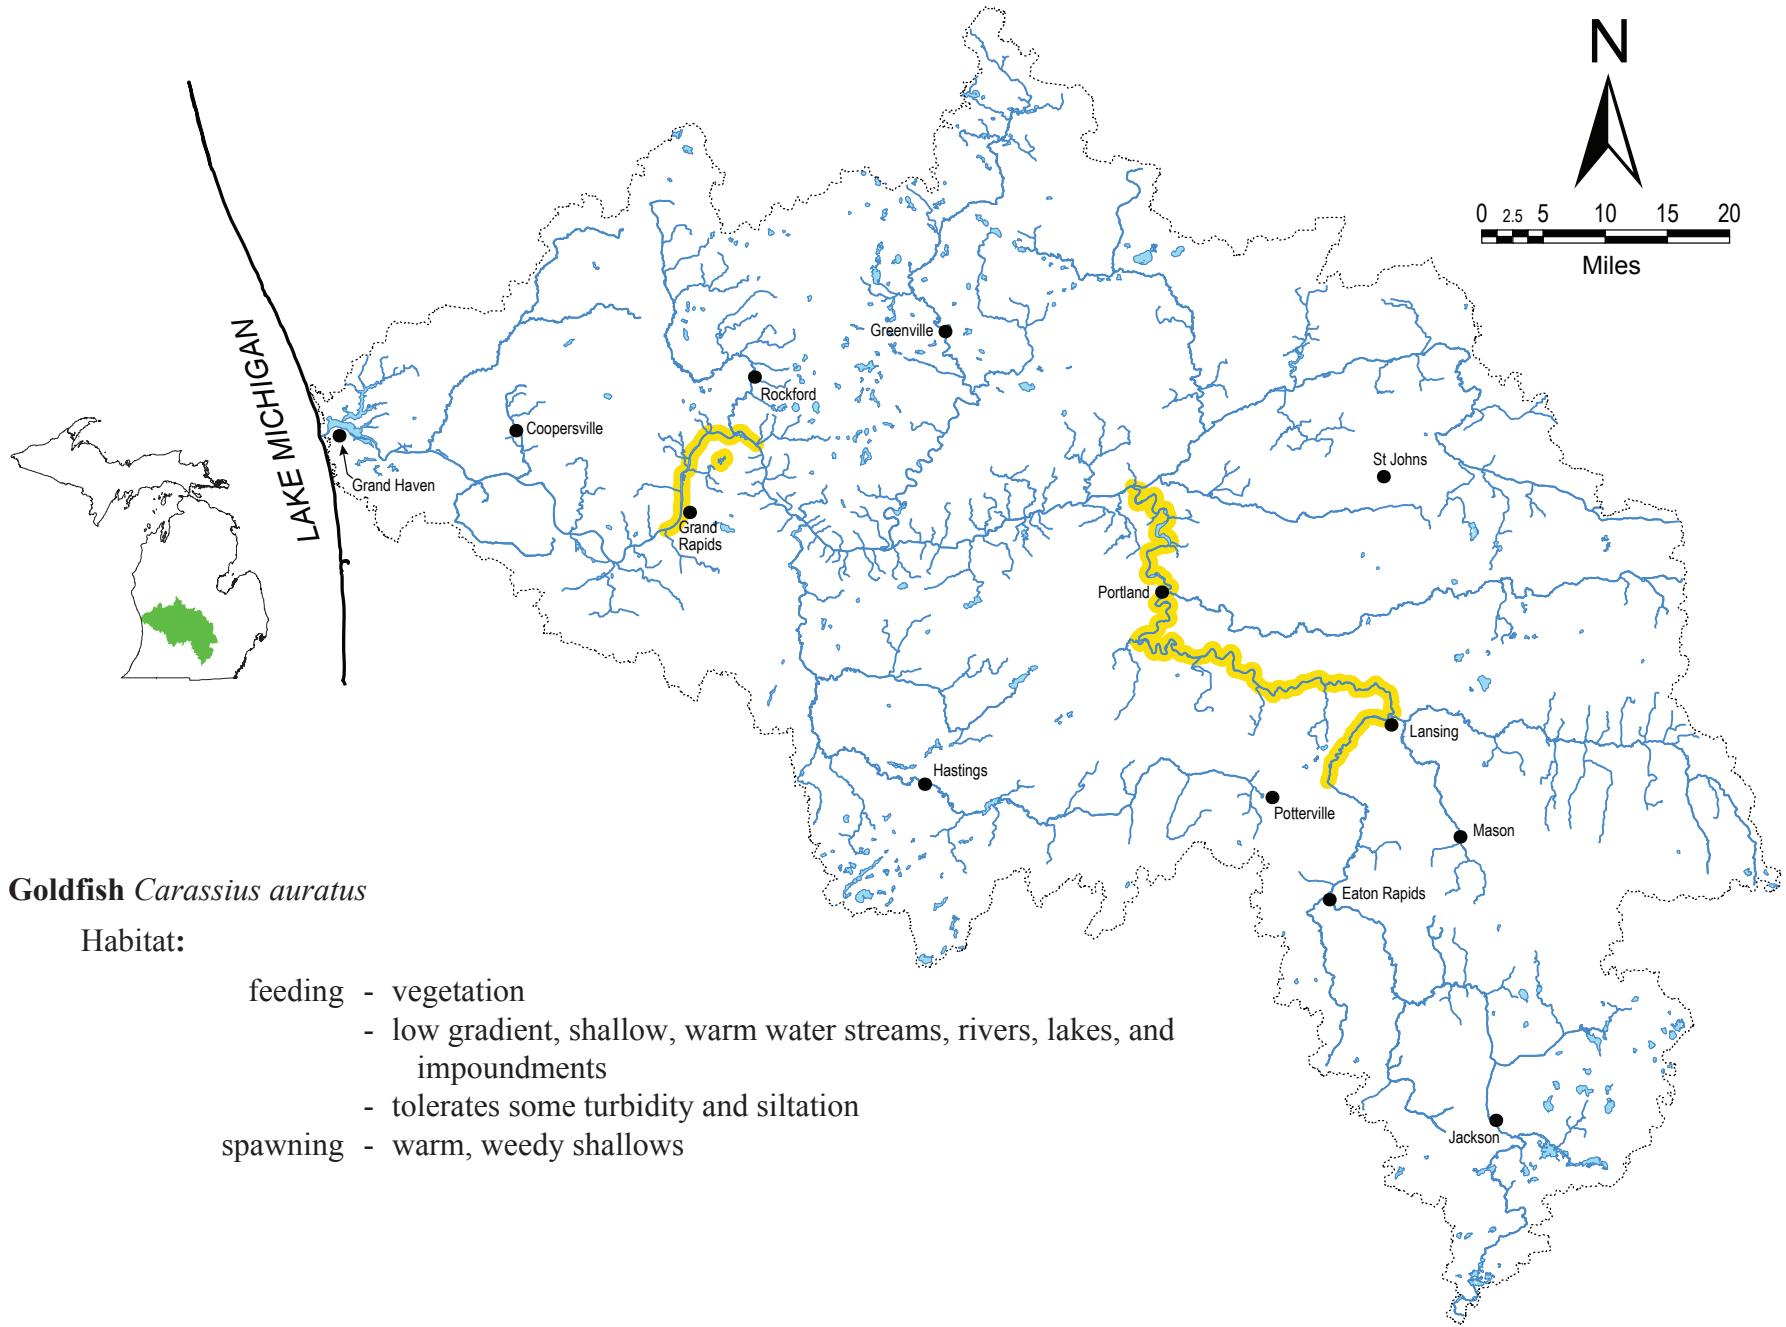 N
0 2.5 5 10 15 20
Miles
LAKE MICHIGAN
Greenville
Rockford
Coopersville
Grand Haven
St Johns
Grand
Rapids
Portland
Lansing
Hastings
Potterville
Mason
Eaton Rapids
Jackson
Goldfish Carassius auratus
Habitat:
feeding - vegetation
- low gradient, shallow, warm water streams, rivers, lakes, and
impoundments
- tolerates some turbidity and siltation
spawning - warm, weedy shallows